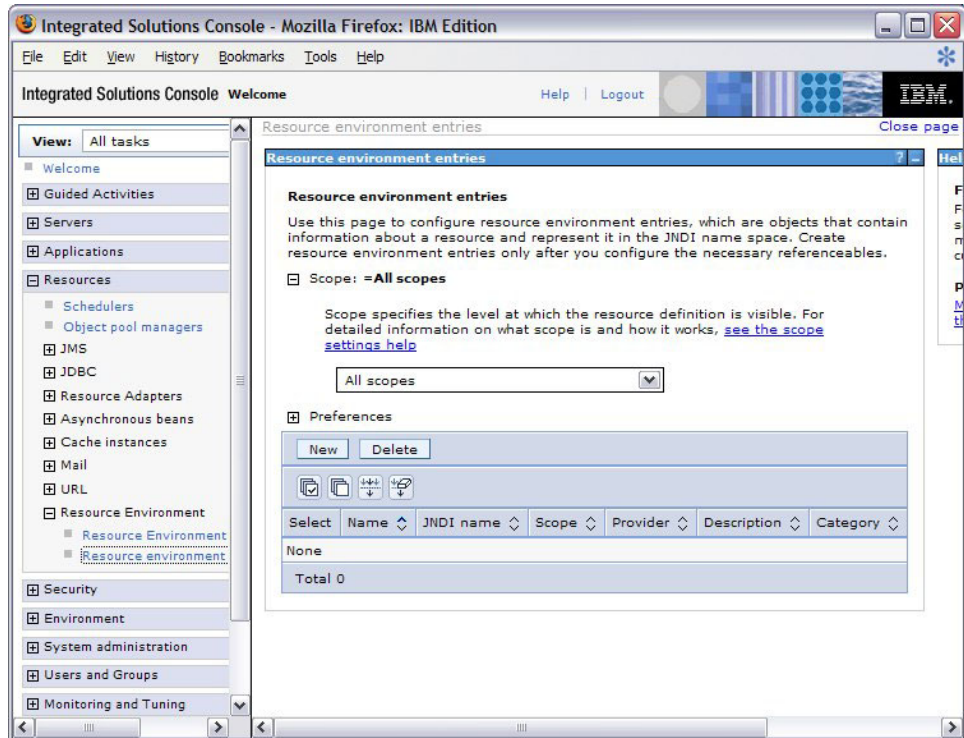 Integrated Solutions Console - Mozilla Firefox: IBM Edition
File Edit View History Bookmarks Tools Help
Integrated Solutions Console Welcome Help | Logout IBM.
View: All tasks
Welcome
Guided Activities
Servers
Applications
Resources
Schedulers
Object pool managers
JMS
JDBC
Resource Adapters
Asynchronous beans
Cache instances
Mail
URL
Resource Environment
Resource Environment
Resource environment
Security
Environment
System administration
Users and Groups
Monitoring and Tuning
Resource environment entries Close page
Resource environment entries ?
Resource environment entries
Use this page to configure resource environment entries, which are objects that contain
information about a resource and represent it in the JNDI name space. Create
resource environment entries only after you configure the necessary referenceables.
Scope: =All scopes
Scope specifies the level at which the resource definition is visible. For
detailed information on what scope is and how it works, see the scope
settings help
All scopes
Preferences
New Delete
Select Name JNDI name Scope Provider Description Category
None
Total 0
Hel